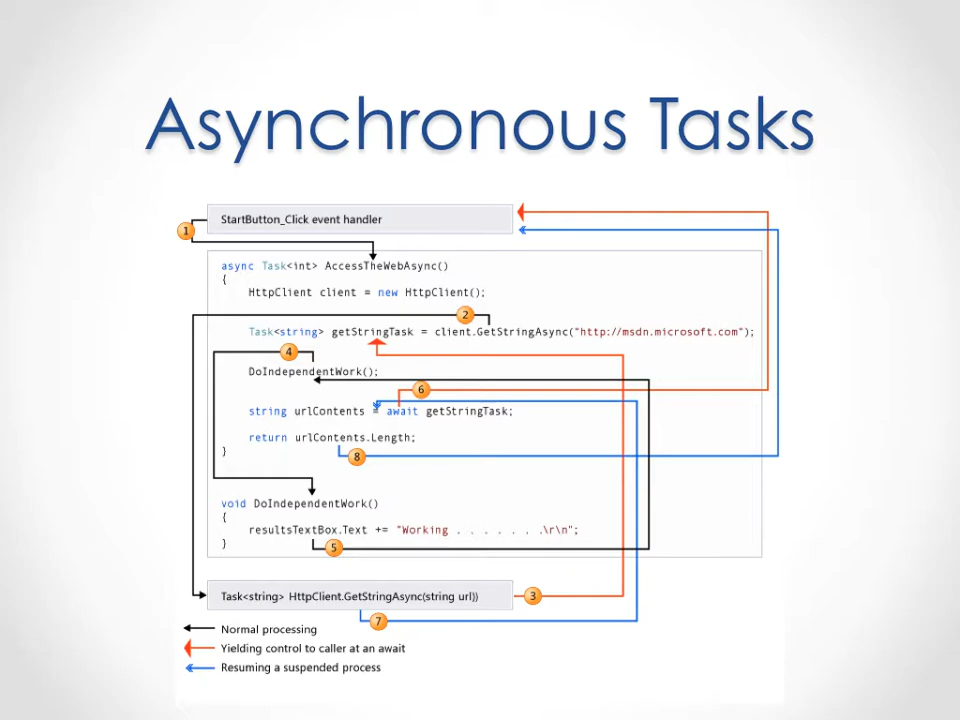 Asynchronous Tasks
StartButton_Click event handler
1
async Task<int> AccessTheWebAsync()
{
HttpClient client = new HttpClient();
2
Task<string> getStringTask = client.GetStringAsync("http://msdn.microsoft.com");
4
DoIndependentWork();
6
string urlContents = await getStringTask;
return urlContents.Length;
}
8
void DoIndependentWork()
{
resultsTextBox.Text += "Working . . . . . . .\r\n";
}
5
Task<string> HttpClient.GetStringAsync(string url))
3
7
Normal processing
Yielding control to caller at an await
Resuming a suspended process